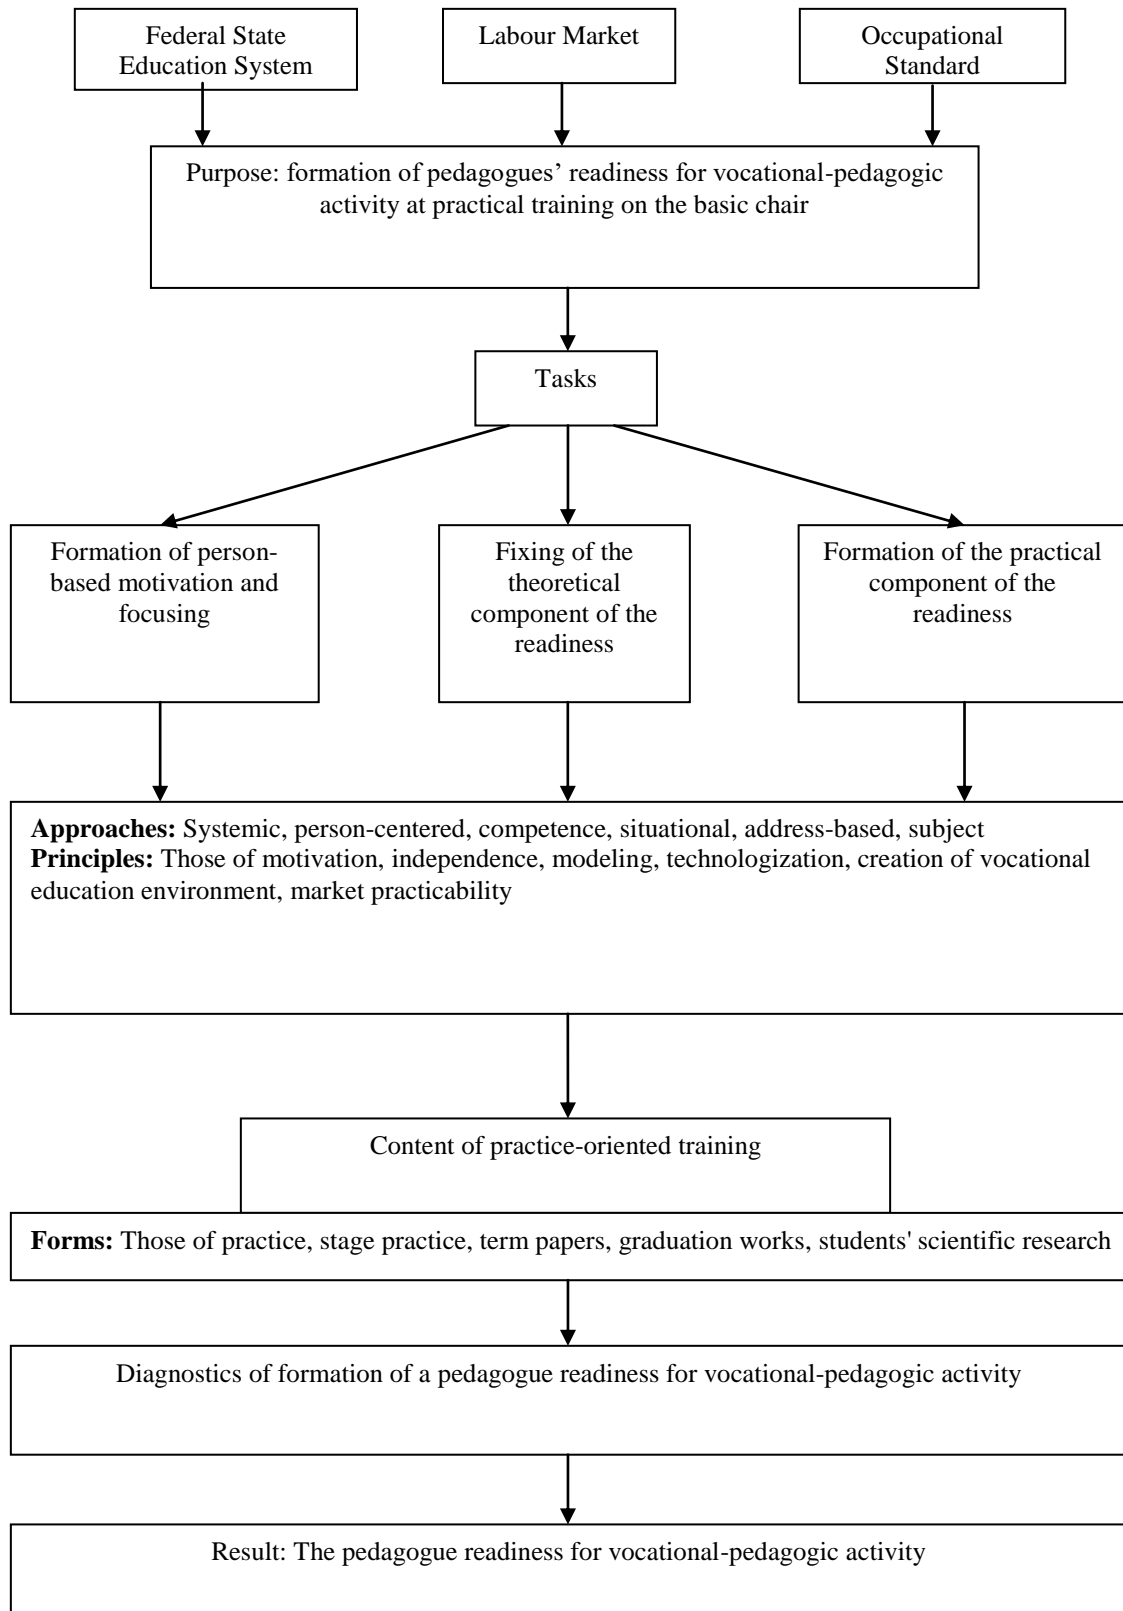 Federal State
Education System
Labour Market
Occupational
Standard
Purpose: formation of pedagogues’ readiness for vocational-pedagogic
activity at practical training on the basic chair
Tasks
Formation of person-
based motivation and
focusing
Fixing of the
theoretical
component of the
readiness
Formation of the practical
component of the
readiness
Approaches: Systemic, person-centered, competence, situational, address-based, subject
Principles: Those of motivation, independence, modeling, technologization, creation of vocational
education environment, market practicability
Content of practice-oriented training
Forms: Those of practice, stage practice, term papers, graduation works, students' scientific research
Diagnostics of formation of a pedagogue readiness for vocational-pedagogic activity
Result: The pedagogue readiness for vocational-pedagogic activity